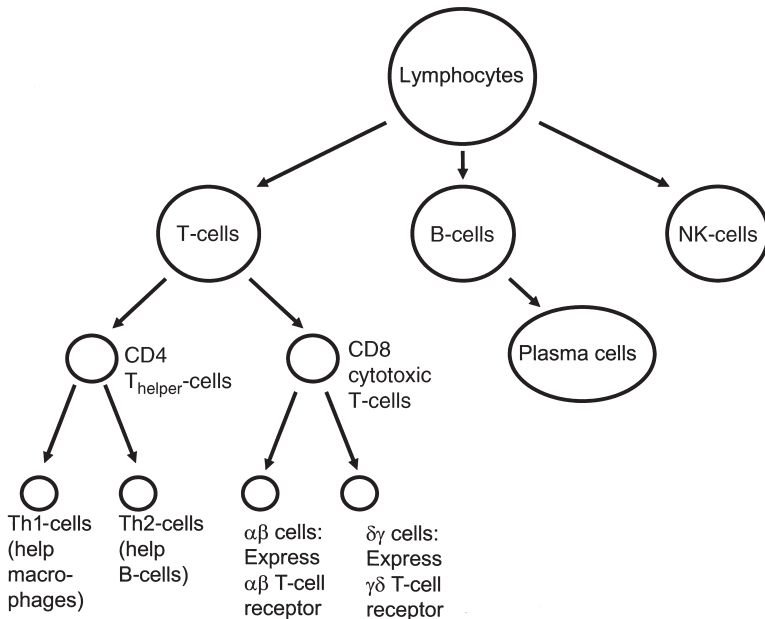 Lymphocytes
T-cells
B-cells
NK-cells
CD4
Thelper-cells
CD8
cytotoxic
T-cells
Plasma cells
Th1-cells
(help
macro-
phages)
Th2-cells
(help
B-cells)
αβ cells:
Express
αβ T-cell
receptor
δγ cells:
Express
γδ T-cell
receptor